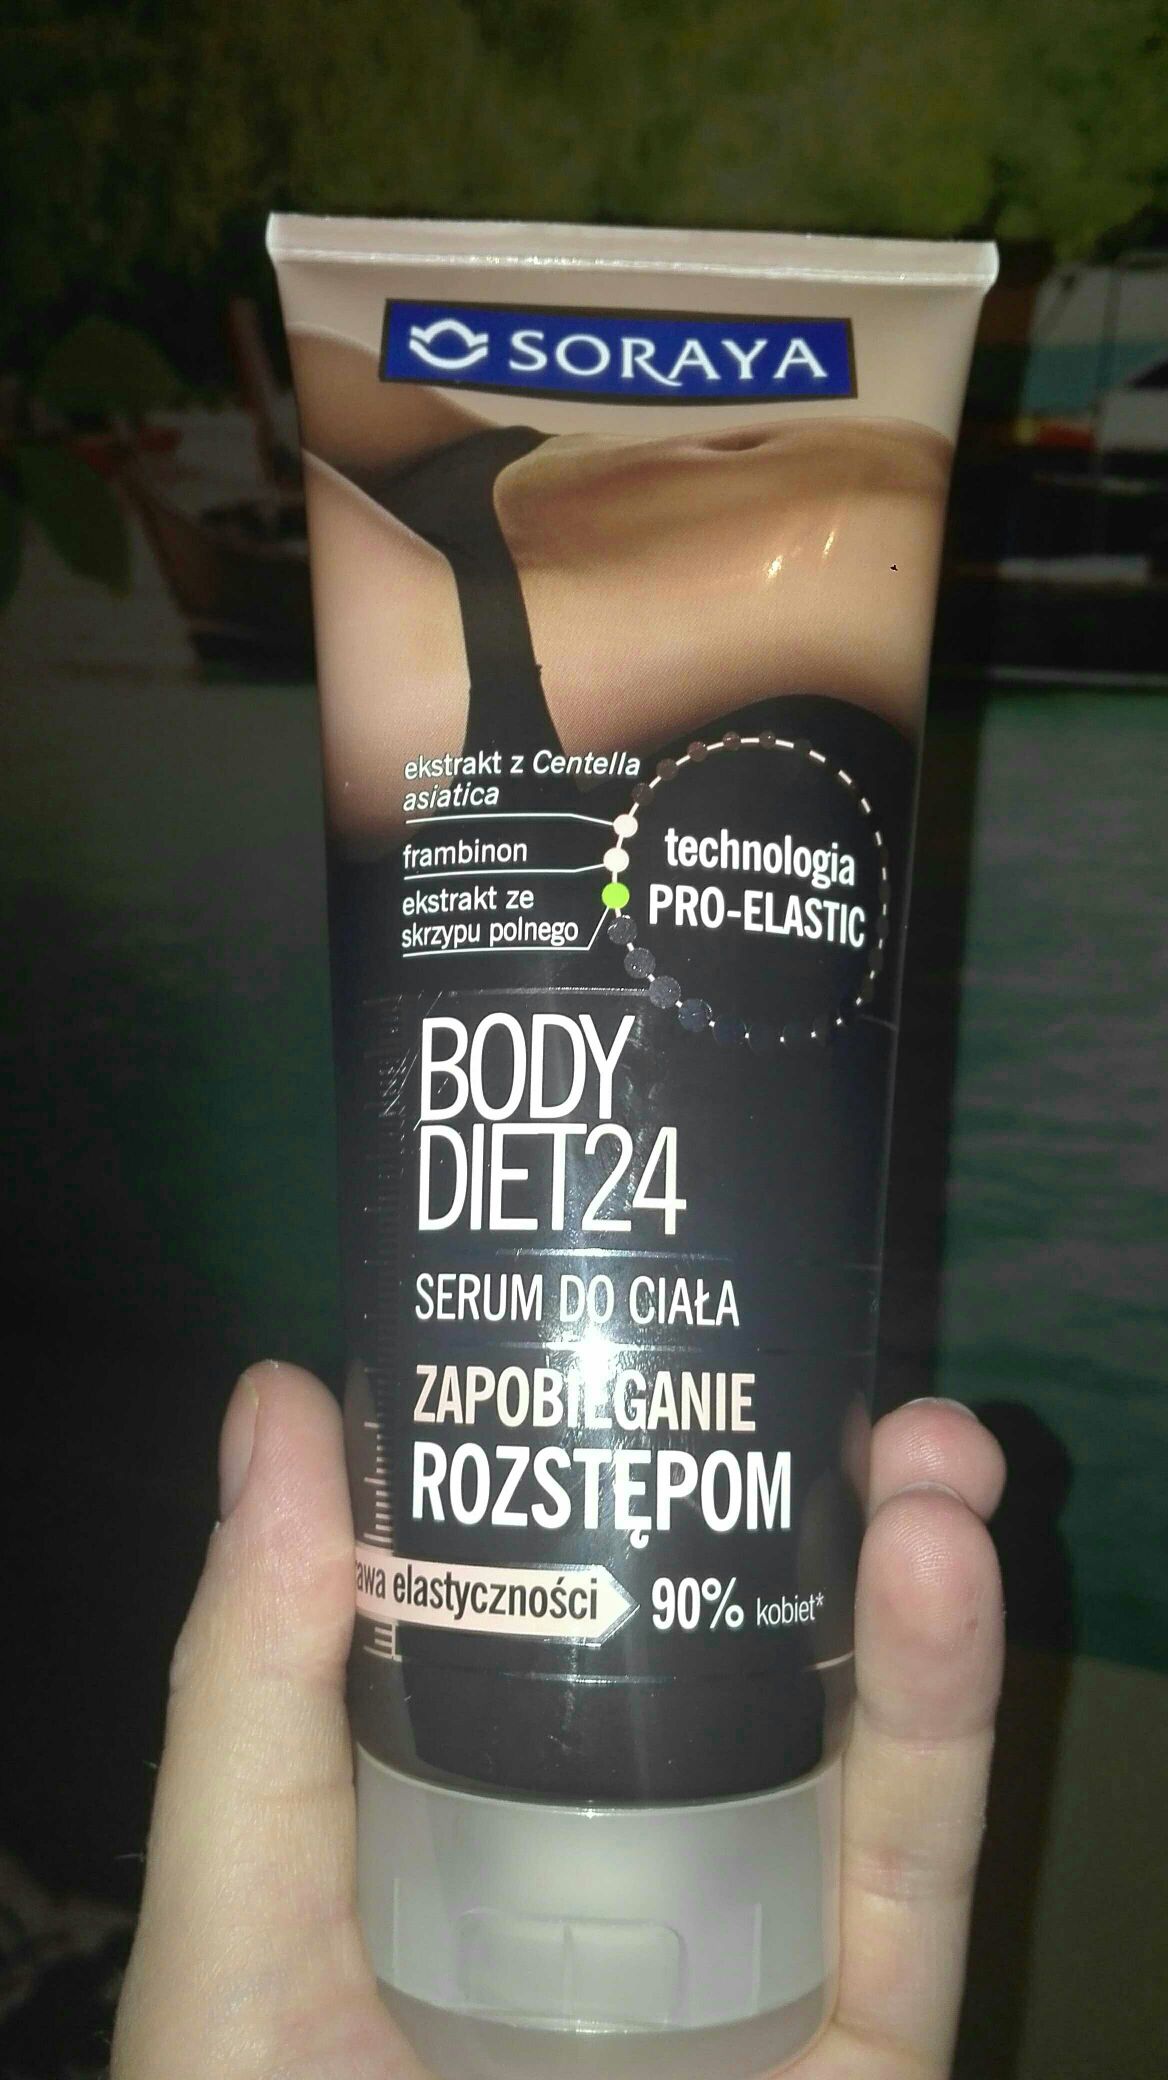 SORAYA
ekstrakt z Centella
asiatica
frambinon
ekstrakt ze
skrzypu polnego
technologia
PRO-ELASTIC
BODY
DIET24
SERUM DO CIAŁA
ZAPOBIEGANIE
ROZSTĘPOM
elastyczności 90% kobiet*